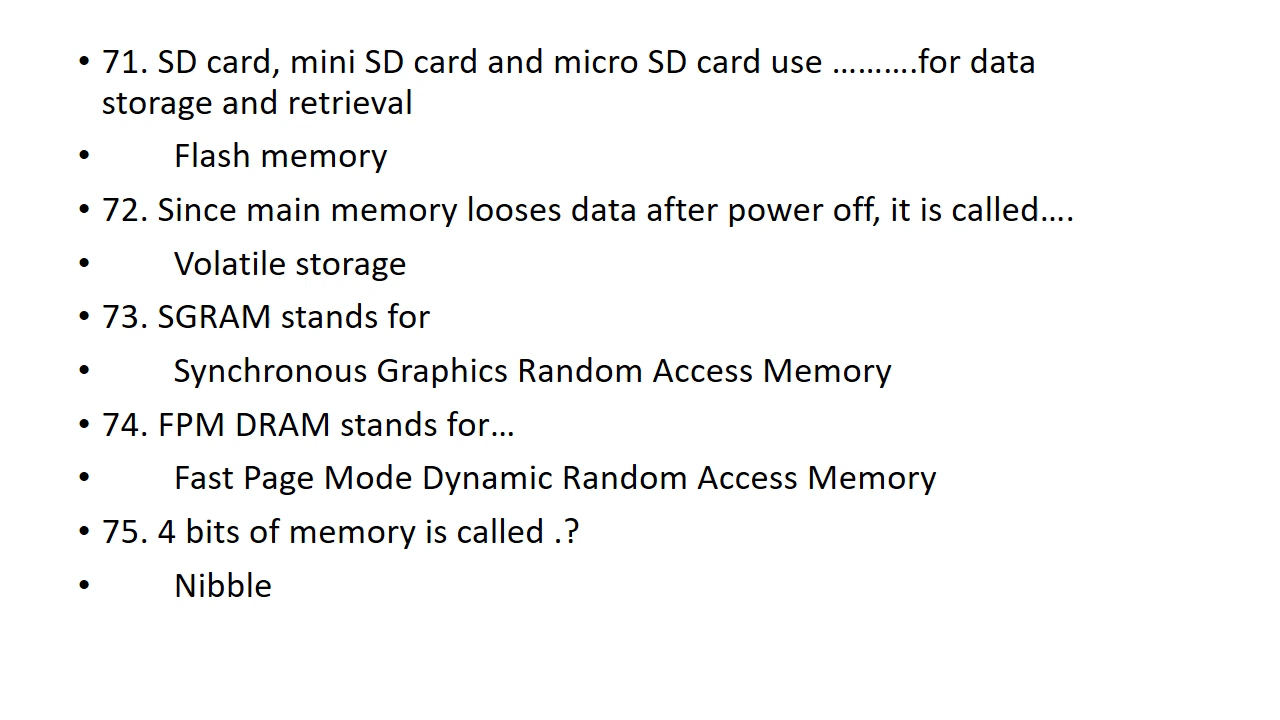 • 71. SD card, mini SD card and micro SD card use ……….for data
storage and retrieval
• Flash memory
• 72. Since main memory looses data after power off, it is called….
• Volatile storage
• 73. SGRAM stands for
• Synchronous Graphics Random Access Memory
• 74. FPM DRAM stands for…
• Fast Page Mode Dynamic Random Access Memory
• 75. 4 bits of memory is called .?
• Nibble